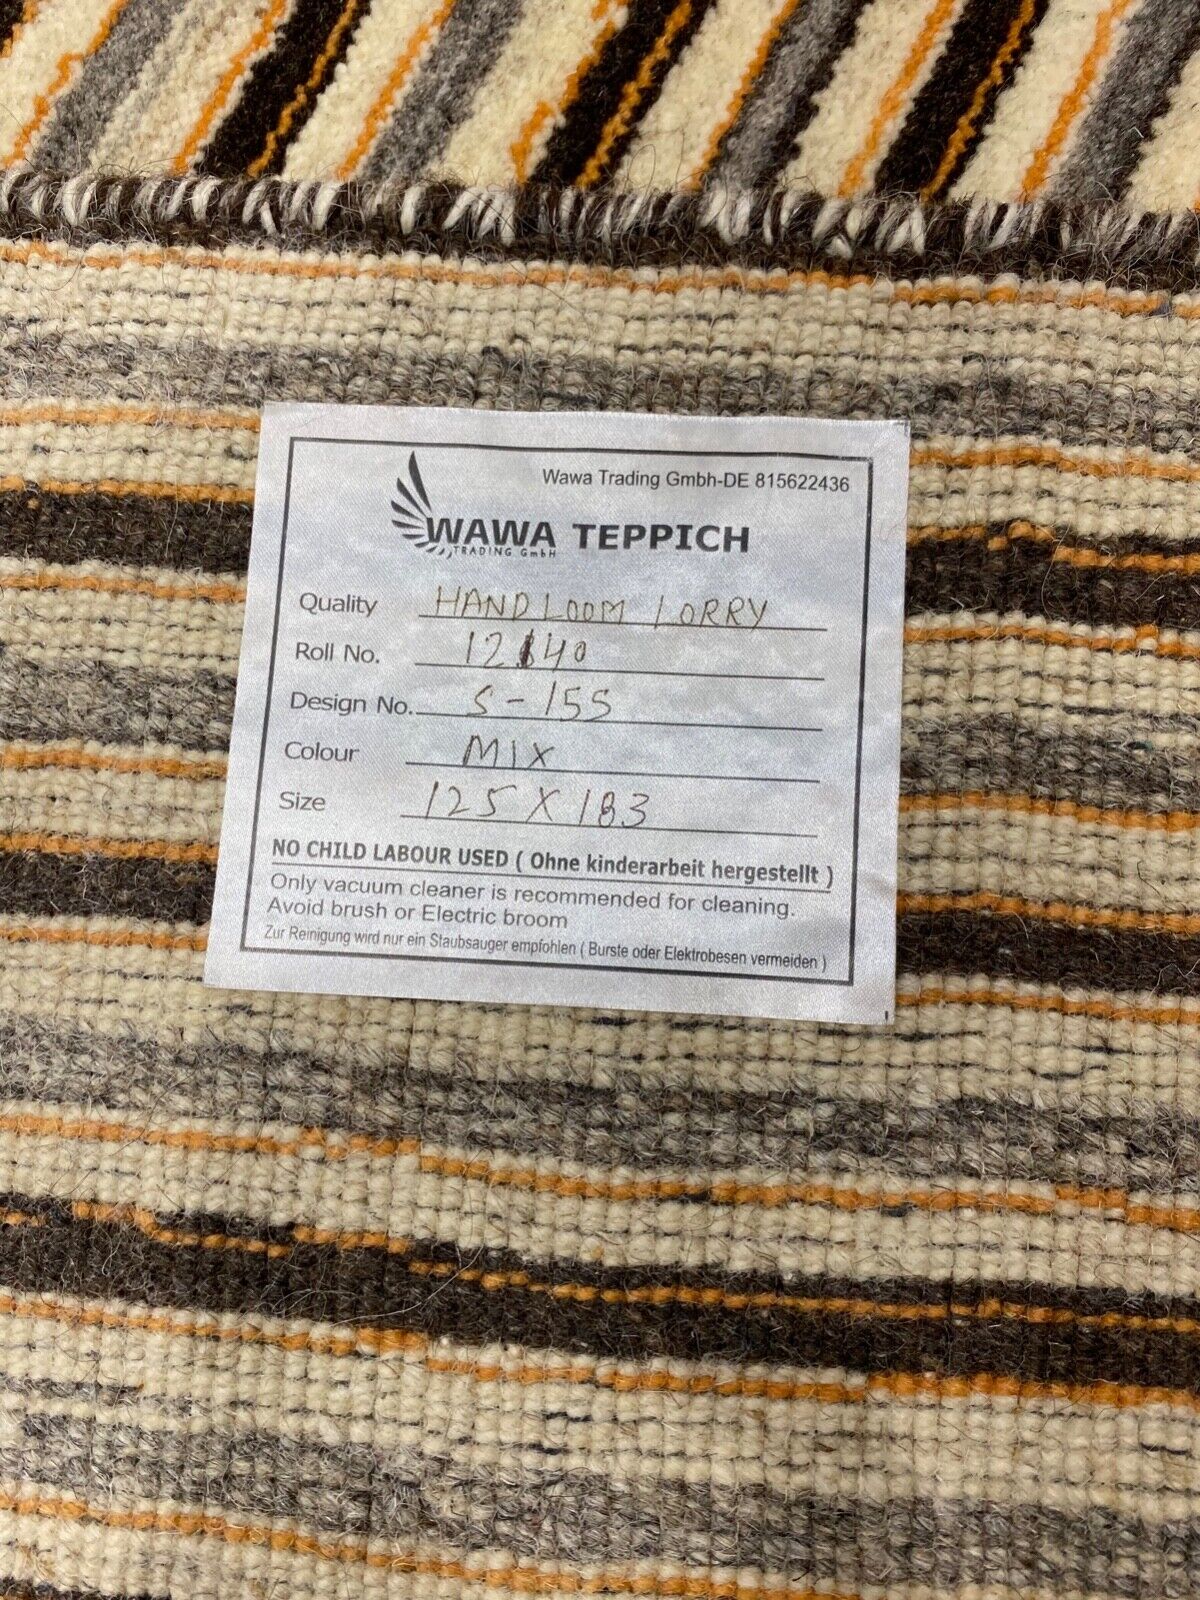 Wawa Trading Gmbh-DE 815622436
WAWA TEPPICH
TRADING GmbH
Quality HANDLOOM LORRY
Roll No. 12140
Design No. S-155
Colour MIX
Size 125 X 183
NO CHILD LABOUR USED ( Ohne kinderarbeit hergestellt )
Only vacuum cleaner is recommended for cleaning.
Avoid brush or Electric broom
Zur Reinigung wird nur ein Staubsauger empfohlen ( Burste oder Elektrobesen vermeiden )